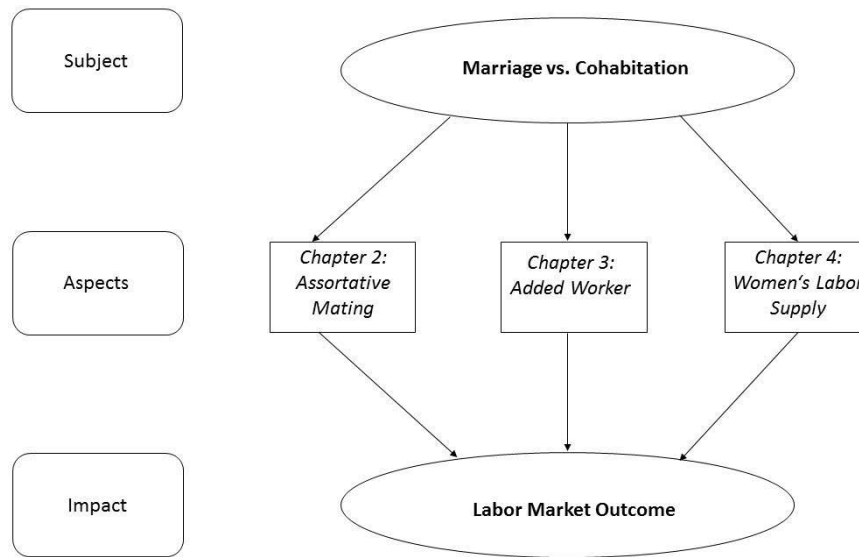 Subject
Marriage vs. Cohabitation
Aspects
Chapter 2:
Assortative
Mating
Chapter 3:
Added Worker
Chapter 4:
Women‘s Labor
Supply
Impact
Labor Market Outcome